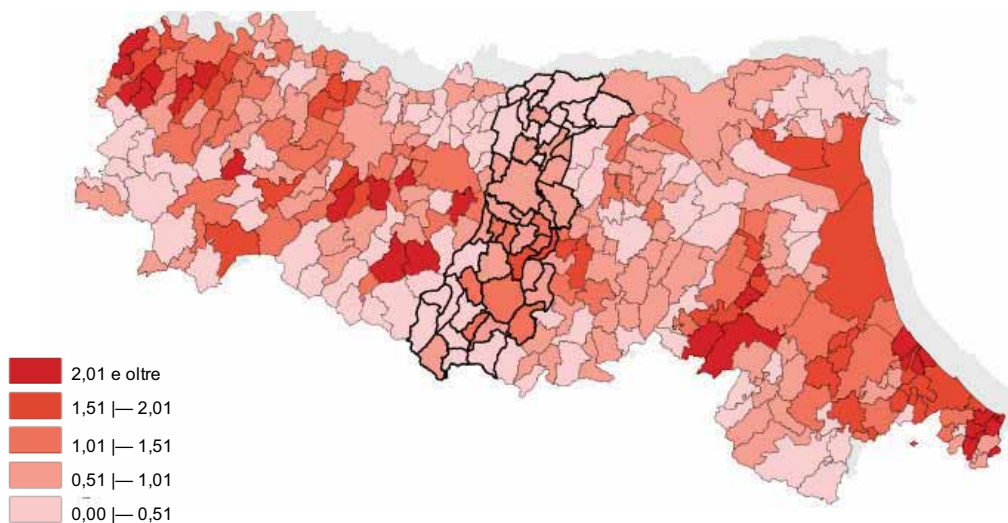 2,01 e oltre
1,51 |— 2,01
1,01 |— 1,51
0,51 |— 1,01
0,00 |— 0,51